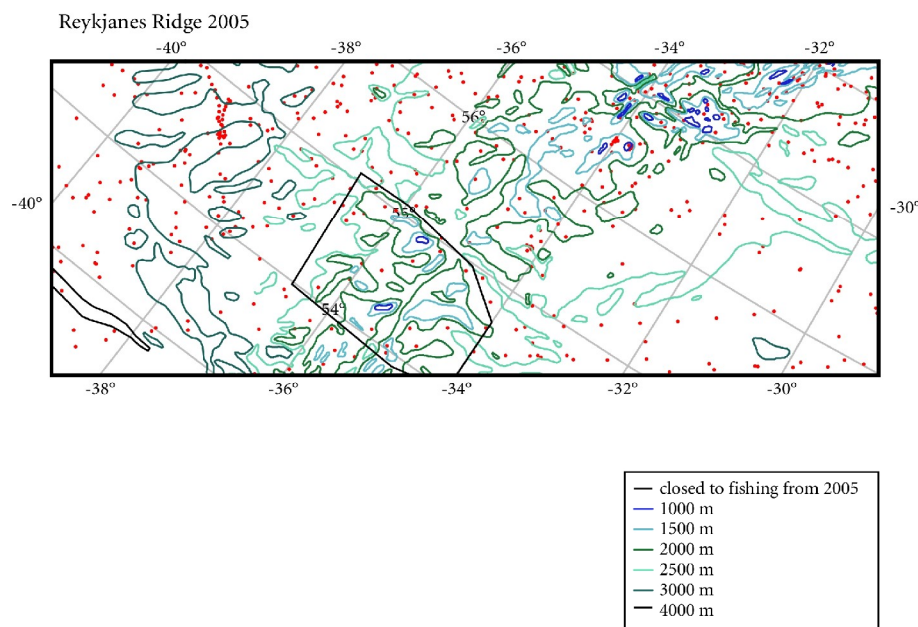 Reykjanes Ridge 2005
-40° -38° -36° -34° -32°
56°
-40° -30°
55°
54°
-38° -36° -34° -32° -30°
closed to fishing from 2005
1000 m
1500 m
2000 m
2500 m
3000 m
4000 m